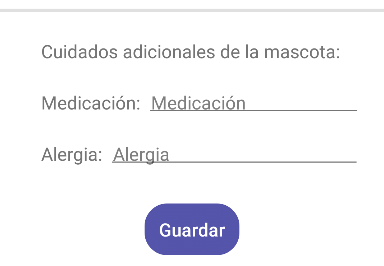 Cuidados adicionales de la mascota:
Medicación: Medicación
Alergia: Alergia
Guardar